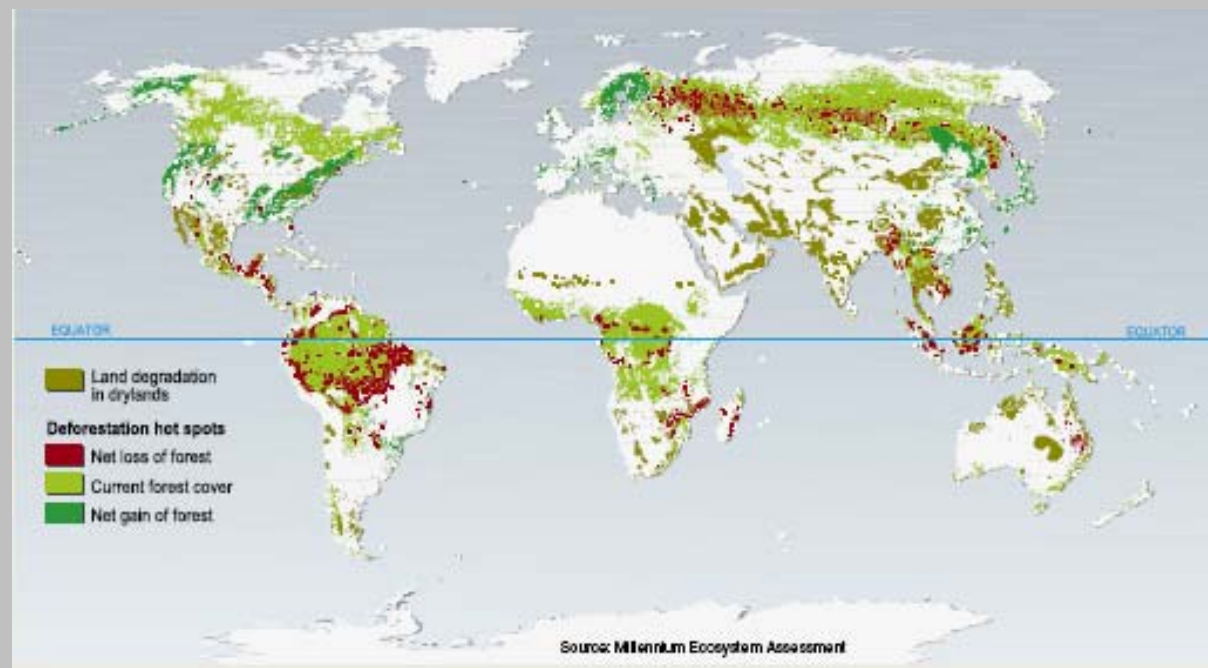 EQUATOR
EQUATOR
Land degradation
in drylands
Deforestation hot spots
Net loss of forest
Current forest cover
Net gain of forest
Source: Millennium Ecosystem Assessment